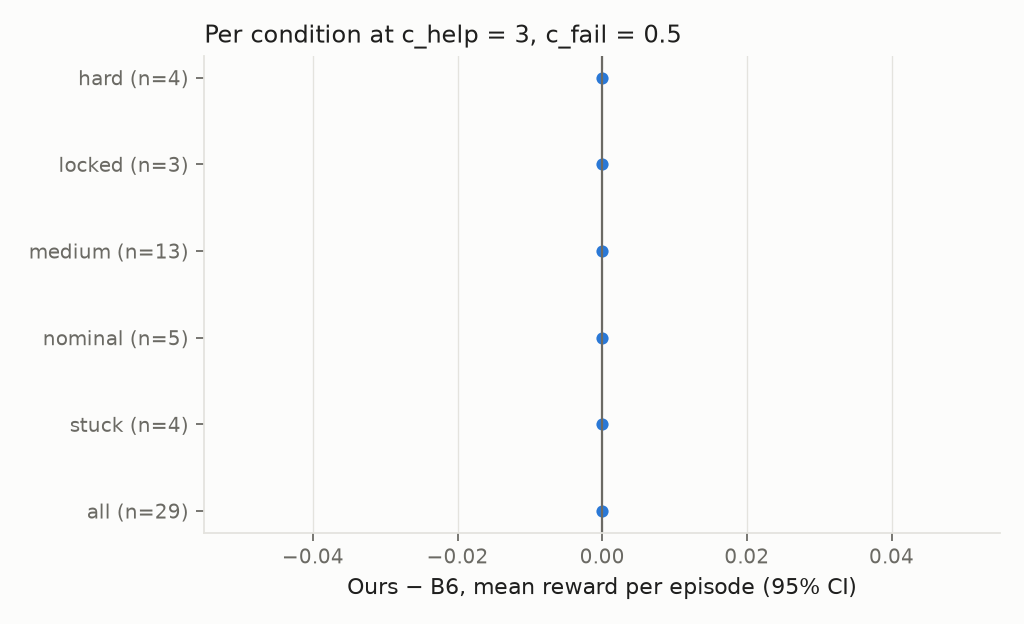 Per condition at c_help = 3, c_fail = 0.5
hard (n=4)
locked (n=3)
medium (n=13)
nominal (n=5)
stuck (n=4)
all (n=29)
−0.04 −0.02 0.00 0.02 0.04
Ours − B6, mean reward per episode (95% CI)